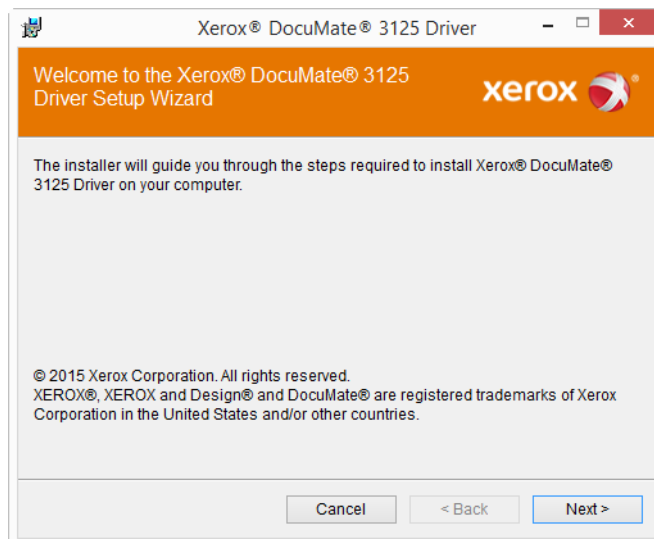 Xerox® DocuMate® 3125 Driver
Welcome to the Xerox® DocuMate® 3125
Driver Setup Wizard
xerox
The installer will guide you through the steps required to install Xerox® DocuMate®
3125 Driver on your computer.
© 2015 Xerox Corporation. All rights reserved.
XEROX®, XEROX and Design® and DocuMate® are registered trademarks of Xerox
Corporation in the United States and/or other countries.
Cancel
< Back
Next >